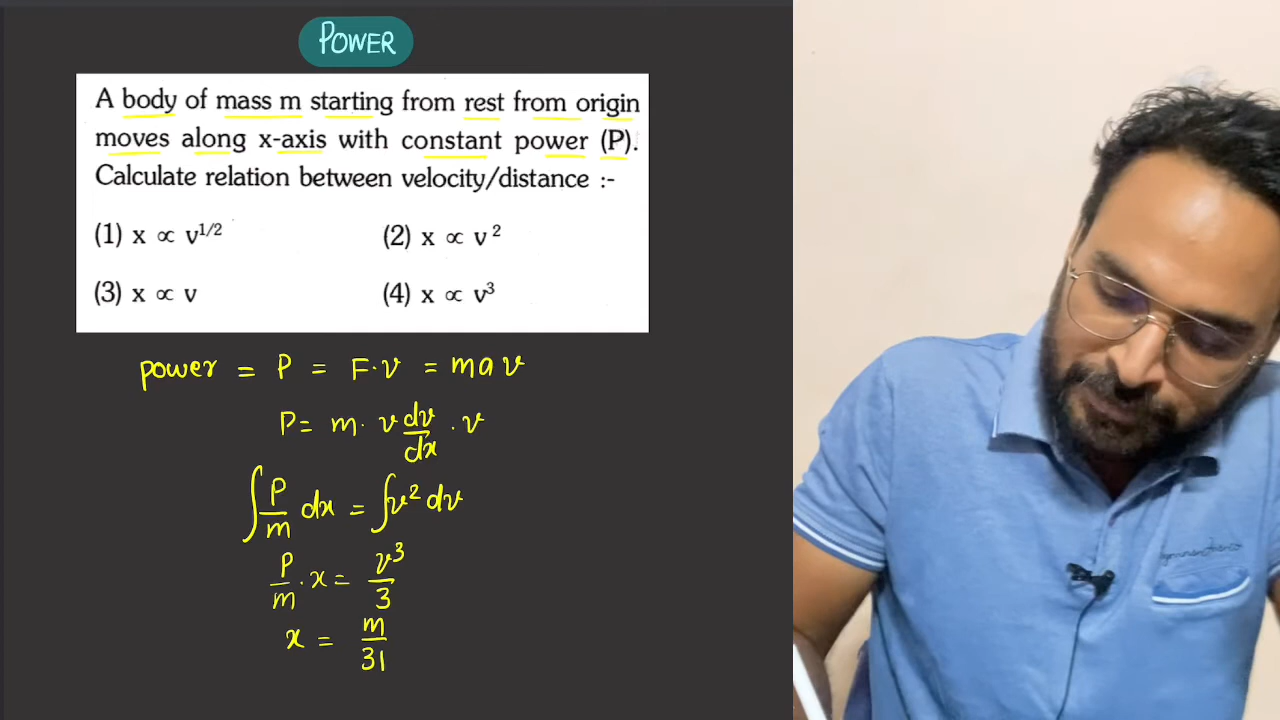 POWER
A body of mass m starting from rest from origin
moves along x-axis with constant power (P).
Calculate relation between velocity/distance :-
(1) x ∝ v^1/2 (2) x ∝ v^2
(3) x ∝ v (4) x ∝ v^3
power = P = F·v = mav
P = m· v dv/dx · v
∫ P/m dx = ∫ v^2 dv
P/m · x = v^3/3
x = m/31